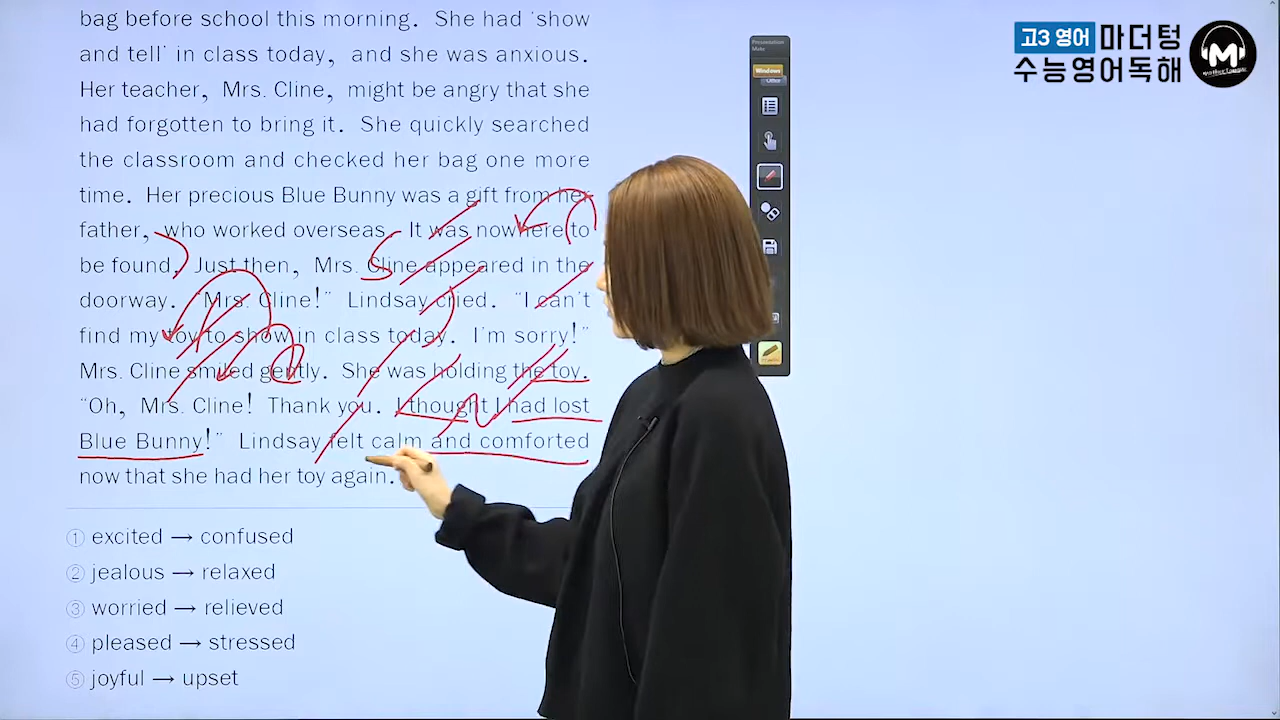 bag before school this morning. She had 'show
and tell' in class today
Her teacher, Mrs. Cline, might be angry that she
had forgotten to bring it. She quickly searched
the classroom and checked her bag one more
time. Her precious Blue Bunny was a gift from her
father, who worked overseas. It was nowhere to
be found. Just then, Mrs. Cline appeared in the
doorway. "Mrs. Cline!" Lindsay cried. "I can't
find my toy to show in class today. I'm sorry!"
Mrs. Cline smiled gently. She was holding the toy.
"Oh, Mrs. Cline! Thank you. I thought I had lost
Blue Bunny!" Lindsay felt calm and comforted
now that she had her toy again.
① excited → confused
② jealous → relaxed
③ worried → relieved
④ pleased → stressed
⑤ joyful → upset
Presentation
Windows
Office
고3 영어 마더텅
수능영어독해
M
Mother Tongue